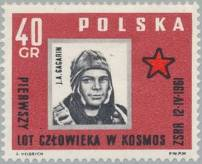 40
GR
POLSKA
J.A. GAGARIN
PIERWSZY
LOT CZŁOWIEKA W KOSMOS
ZSRR 12·IV·1961